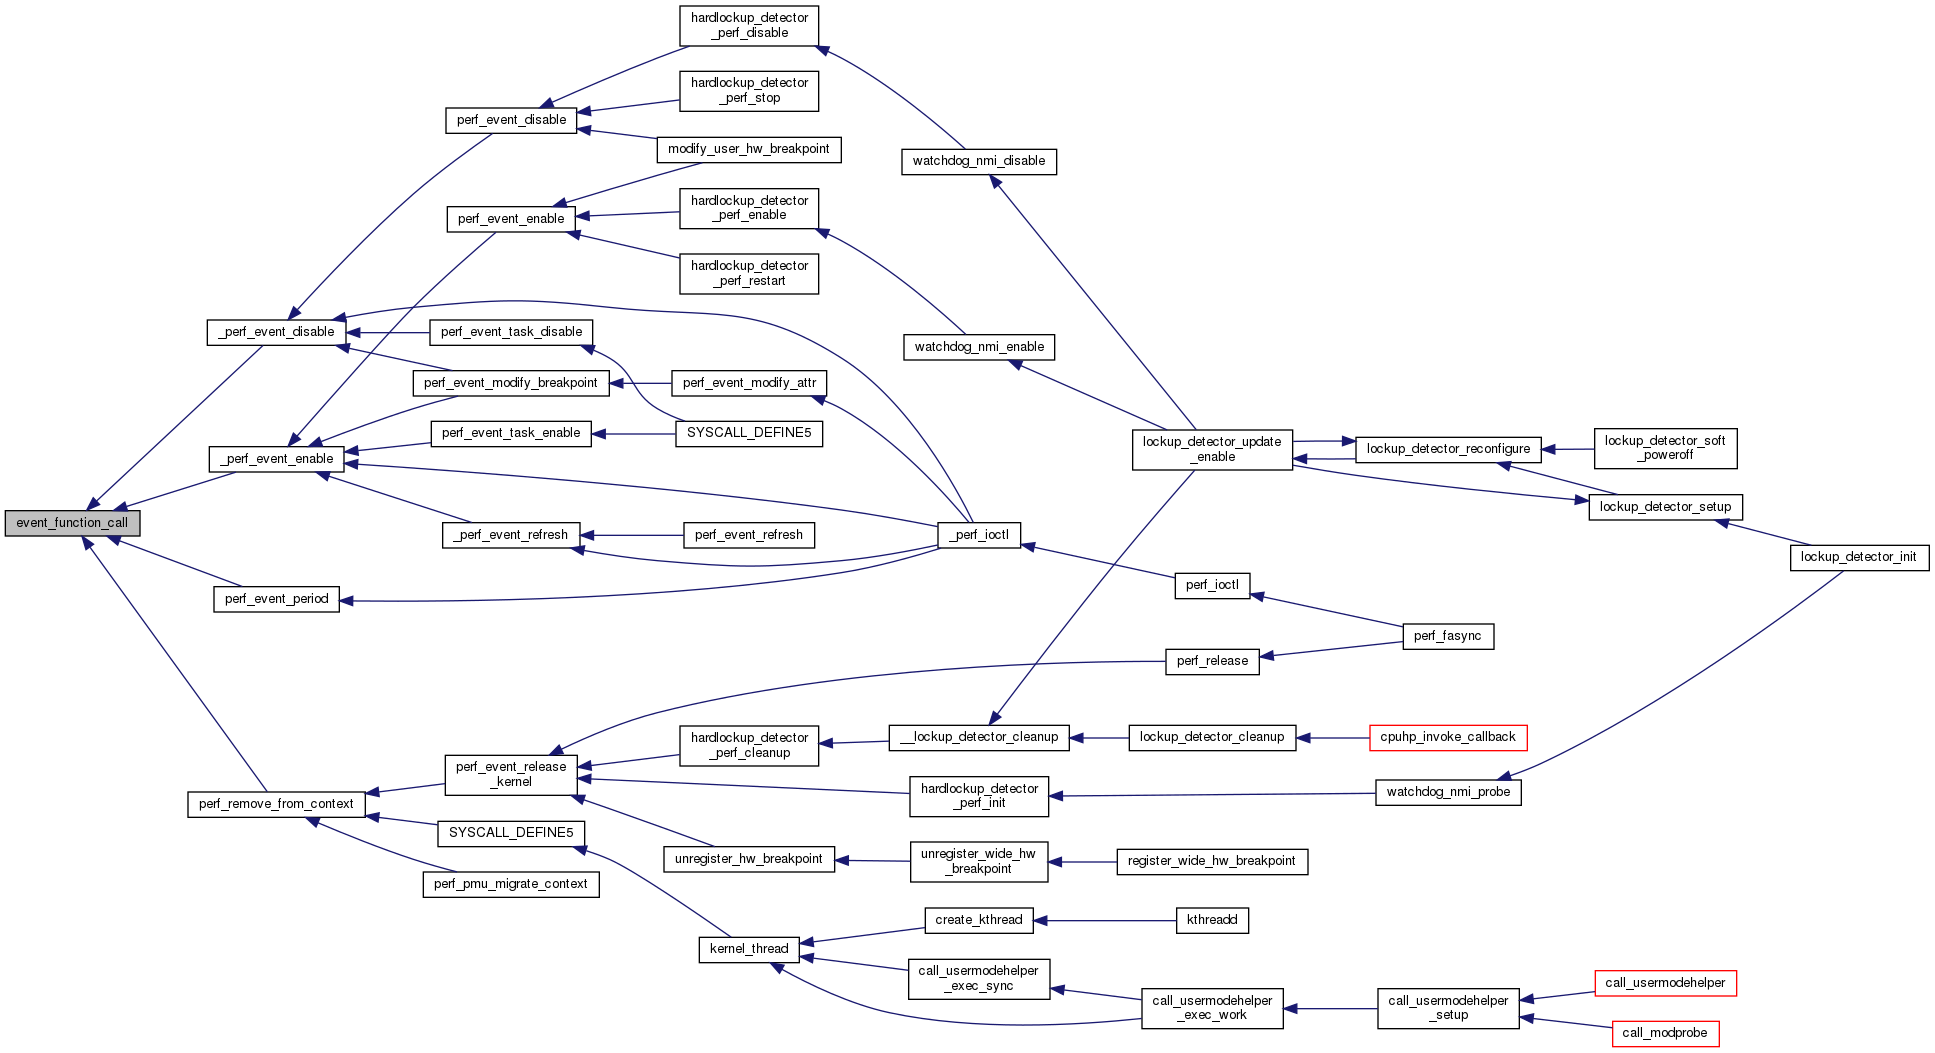 hardlockup_detector
_perf_disable
hardlockup_detector
_perf_stop
perf_event_disable
modify_user_hw_breakpoint
watchdog_nmi_disable
hardlockup_detector
_perf_enable
perf_event_enable
hardlockup_detector
_perf_restart
_perf_event_disable
perf_event_task_disable
watchdog_nmi_enable
perf_event_modify_breakpoint
perf_event_modify_attr
perf_event_task_enable
SYSCALL_DEFINE5
lockup_detector_update
_enable
lockup_detector_reconfigure
lockup_detector_soft
_poweroff
_perf_event_enable
lockup_detector_setup
event_function_call
_perf_event_refresh
perf_event_refresh
_perf_ioctl
lockup_detector_init
perf_ioctl
perf_event_period
perf_fasync
perf_release
hardlockup_detector
_perf_cleanup
__lockup_detector_cleanup
lockup_detector_cleanup
cpuhp_invoke_callback
perf_event_release
_kernel
hardlockup_detector
_perf_init
watchdog_nmi_probe
perf_remove_from_context
SYSCALL_DEFINE5
unregister_hw_breakpoint
unregister_wide_hw
_breakpoint
register_wide_hw_breakpoint
perf_pmu_migrate_context
create_kthread
kthreadd
kernel_thread
call_usermodehelper
_exec_sync
call_usermodehelper
_exec_work
call_usermodehelper
_setup
call_usermodehelper
call_modprobe